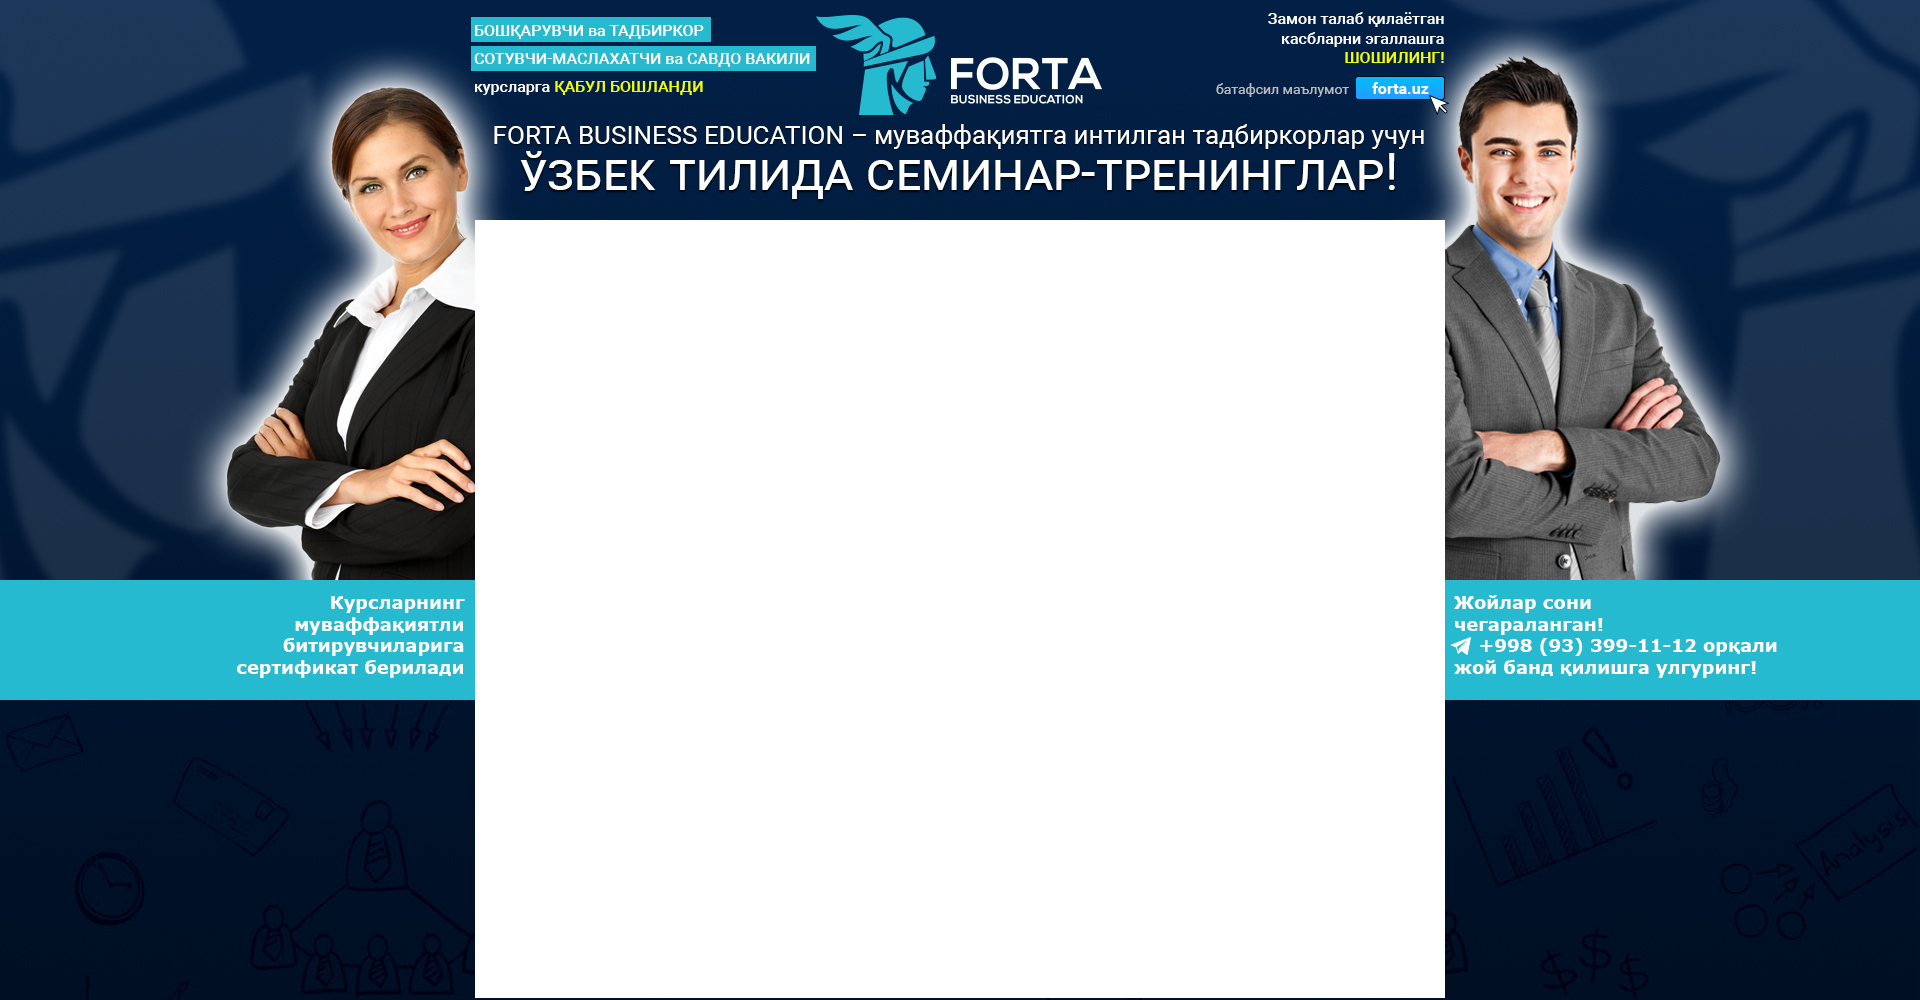 БОШҚАРУВЧИ ва ТАДБИРКОР
СОТУВЧИ-МАСЛАХАТЧИ ва САВДО ВАКИЛИ
курсларга ҚАБУЛ БОШЛАНДИ
FORTA
BUSINESS EDUCATION
Замон талаб қилаётган
касбларни эгаллашга
ШОШИЛИНГ!
батафсил маълумот forta.uz
FORTA BUSINESS EDUCATION – муваффақиятга интилган тадбиркорлар учун
ЎЗБЕК ТИЛИДА СЕМИНАР-ТРЕНИНГЛАР!
Курсларнинг
муваффақиятли
битирувчиларига
сертификат берилади
Жойлар сони
чегараланган!
+998 (93) 399-11-12 орқали
жой банд қилишга улгуринг!
Analysis
$ $ $